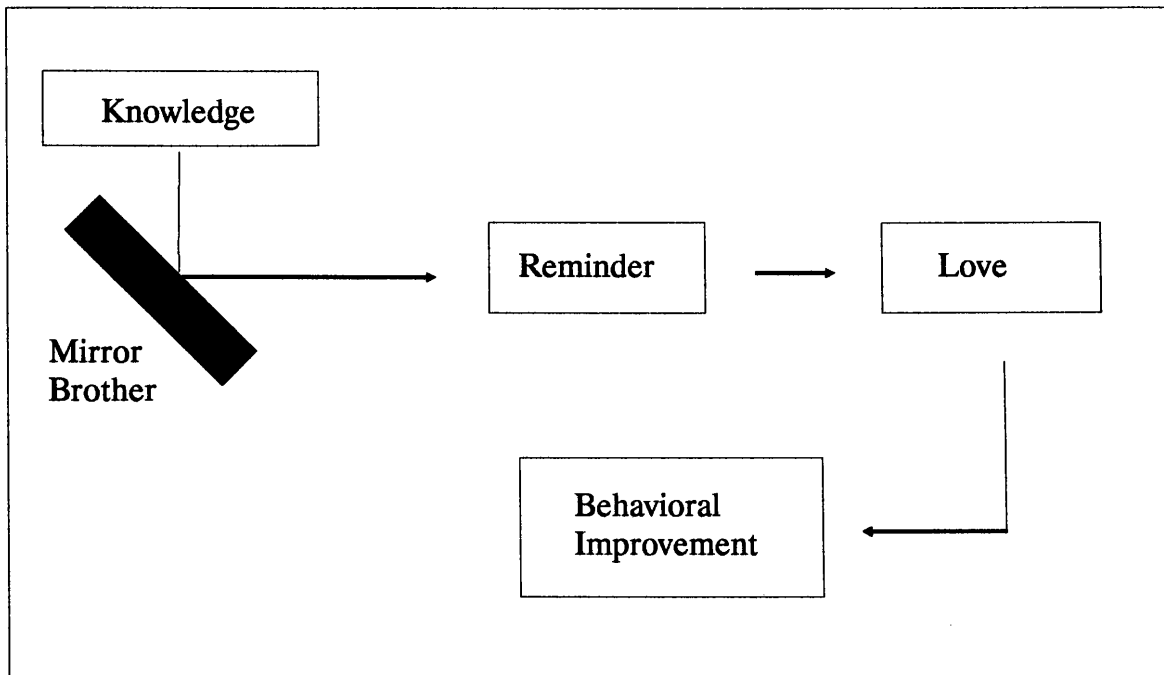 Knowledge
Reminder
Love
Mirror
Brother
Behavioral
Improvement